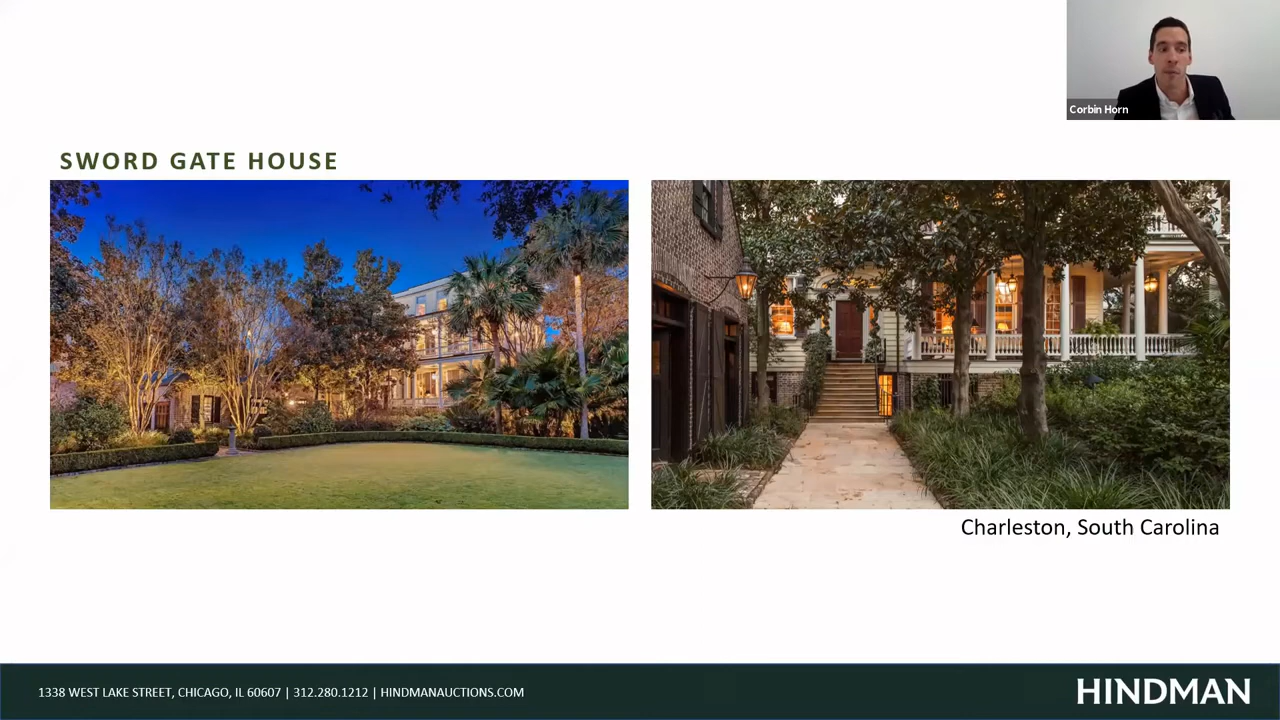 Corbin Horn
SWORD GATE HOUSE
Charleston, South Carolina
1338 WEST LAKE STREET, CHICAGO, IL 60607 | 312.280.1212 | HINDMANAUCTIONS.COM
HINDMAN